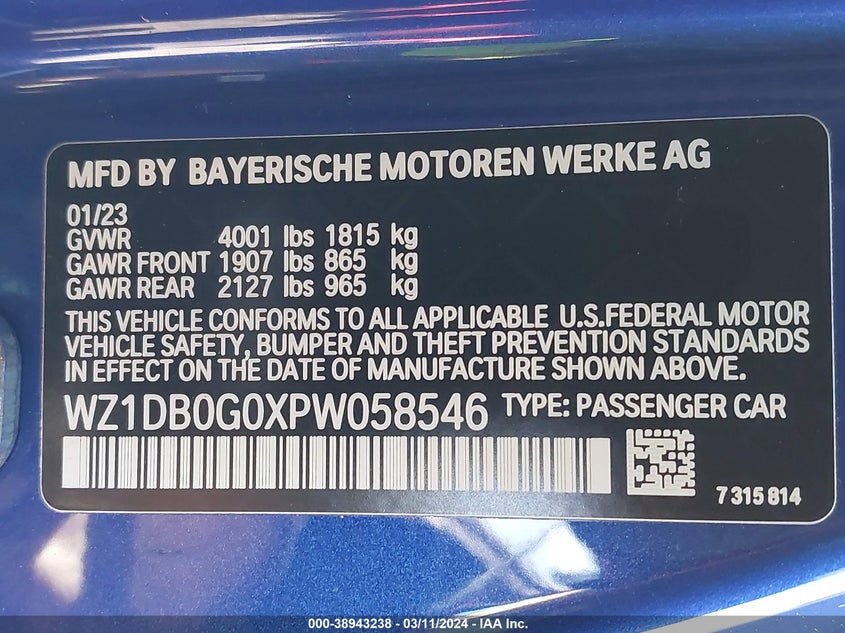 MFD BY BAYERISCHE MOTOREN WERKE AG
01/23
GVWR 4001 lbs 1815 kg
GAWR FRONT 1907 lbs 865 kg
GAWR REAR 2127 lbs 965 kg
THIS VEHICLE CONFORMS TO ALL APPLICABLE U.S.FEDERAL MOTOR
VEHICLE SAFETY, BUMPER AND THEFT PREVENTION STANDARDS
IN EFFECT ON THE DATE OF MANUFACTURE SHOWN ABOVE.
WZ1DB0G0XPW058546 TYPE: PASSENGER CAR
7 315 814
000-38943238 - 03/11/2024 - IAA Inc.